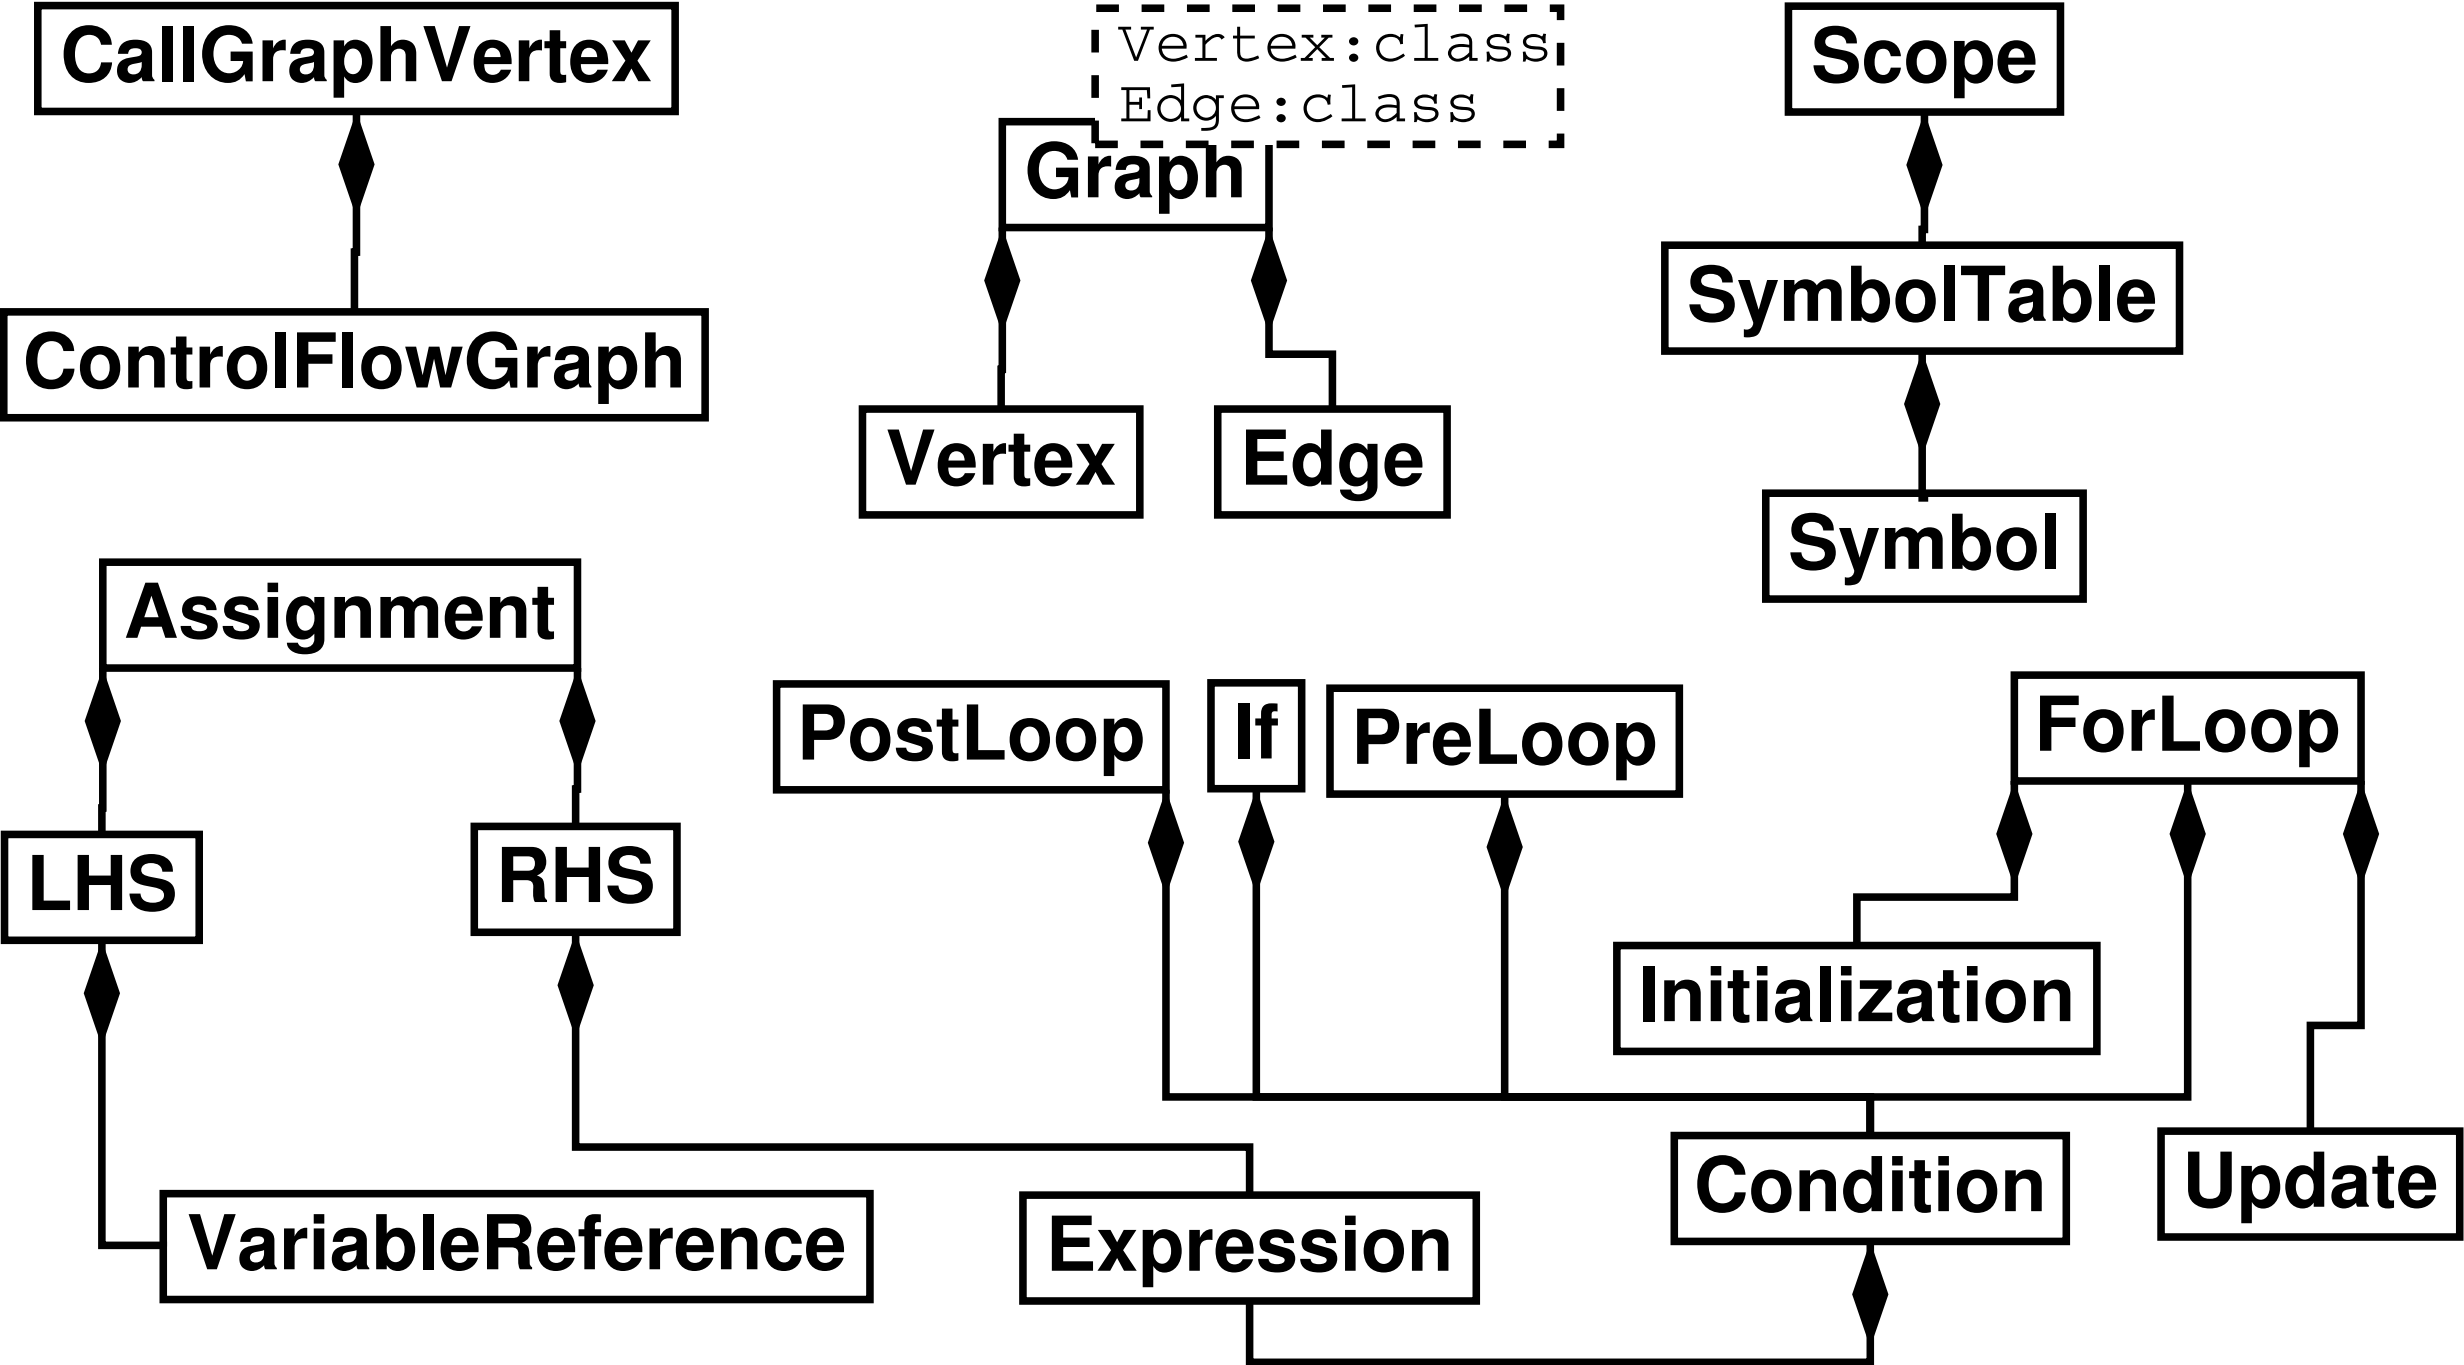 CallGraphVertex
Vertex:class
Edge:class
Scope
Graph
SymbolTable
ControlFlowGraph
Vertex
Edge
Symbol
Assignment
PostLoop
If
PreLoop
ForLoop
LHS
RHS
Initialization
Condition
Update
VariableReference
Expression